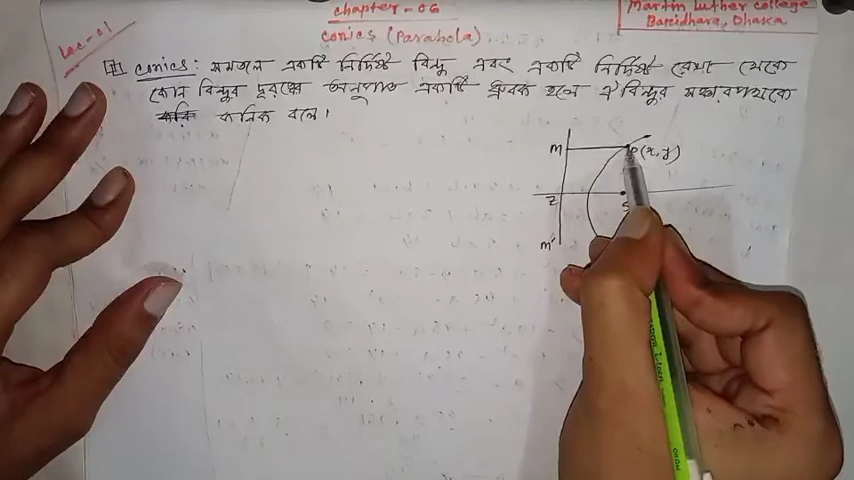 Lec-01
chapter-06
conics (Parabola)
Martin Luther college
Baridhara, Dhaka
conics: সমতলে একটি নির্দিষ্ট বিন্দু এবং একটি নির্দিষ্ট রেখা থেকে
কোন বিন্দুর দূরত্বের অনুপাত একটি ধ্রুবক হলে ঐ বিন্দুর সঞ্চারপথকে
কনিক বলে।
M
P(x,y)
Z
S
M'